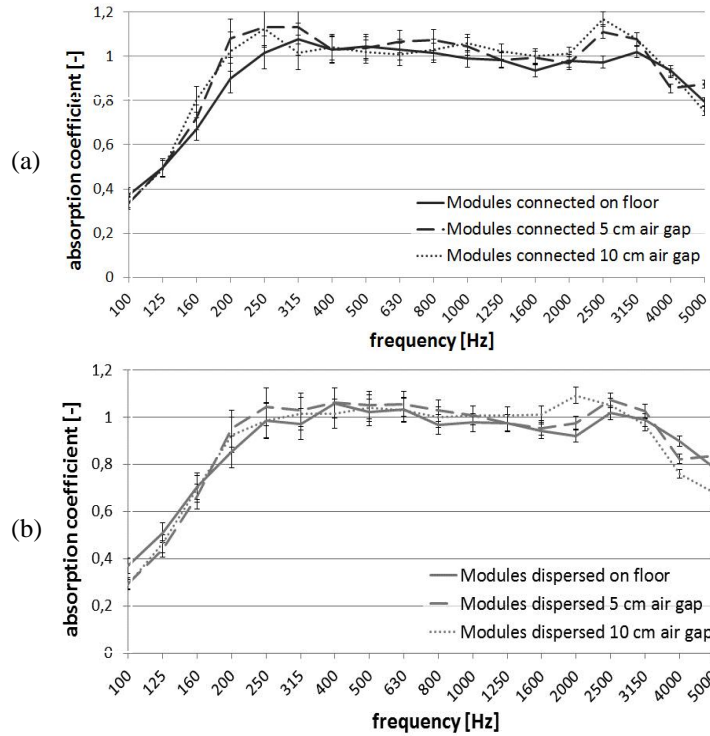 (a)
absorption coefficient [-]
1,2
1
0,8
0,6
0,4
0,2
0
100 125 160 200 250 315 400 500 630 800 1000 1250 1600 2000 2500 3150 4000 5000
frequency [Hz]
Modules connected on floor
Modules connected 5 cm air gap
Modules connected 10 cm air gap
(b)
absorption coefficient [-]
1,2
1
0,8
0,6
0,4
0,2
0
100 125 160 200 250 315 400 500 630 800 1000 1250 1600 2000 2500 3150 4000 5000
frequency [Hz]
Modules dispersed on floor
Modules dispersed 5 cm air gap
Modules dispersed 10 cm air gap